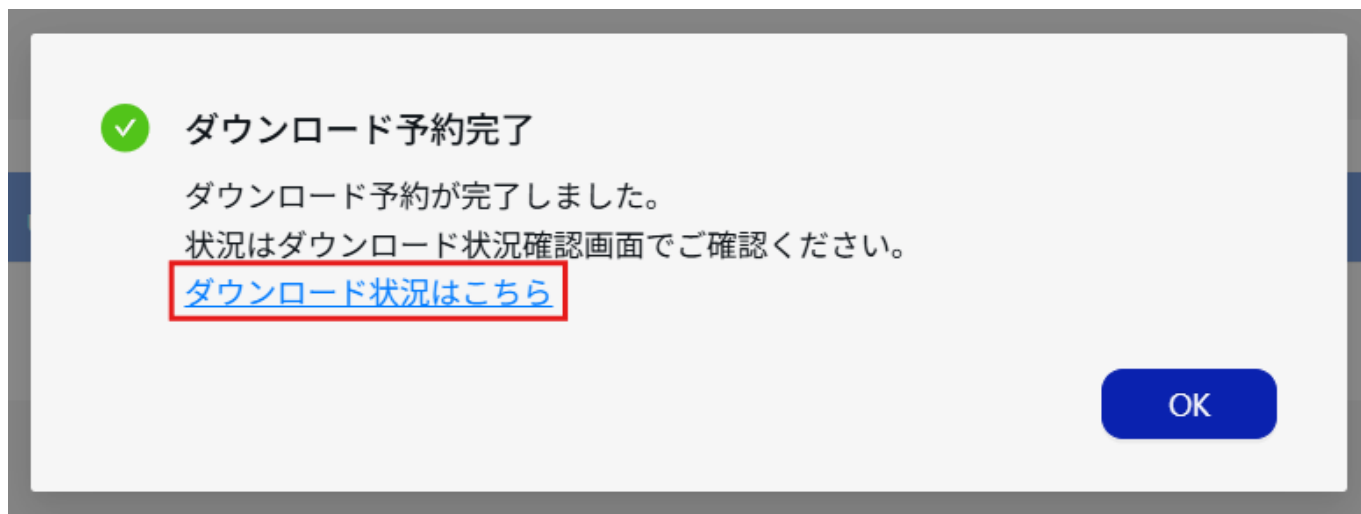 ダウンロード予約完了
ダウンロード予約が完了しました。
状況はダウンロード状況確認画面でご確認ください。
ダウンロード状況はこちら
OK